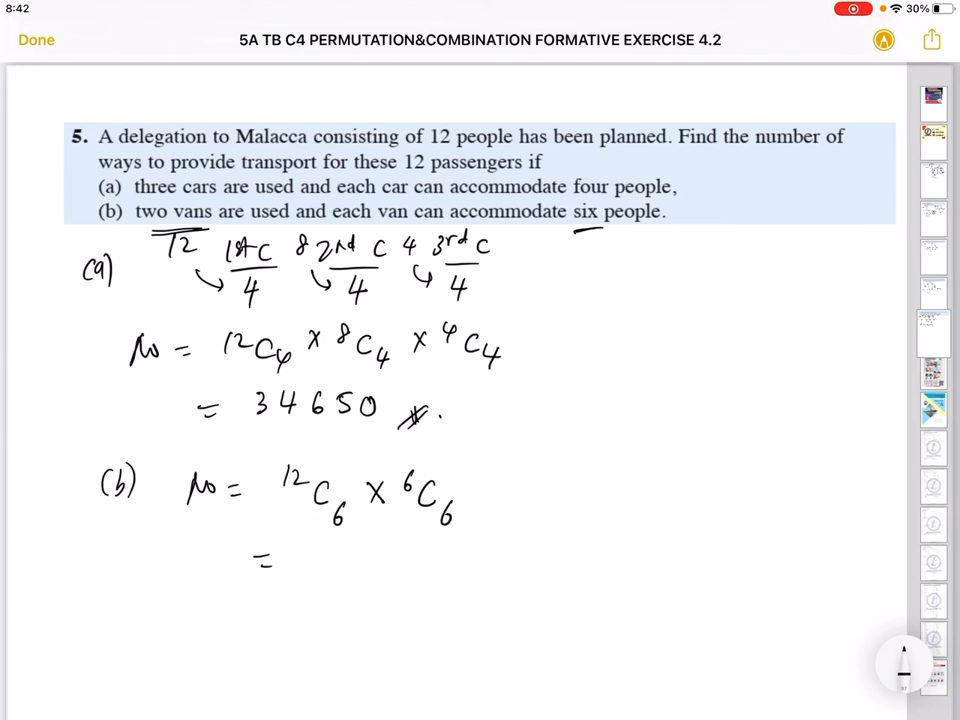 8:42 30%
Done 5A TB C4 PERMUTATION&COMBINATION FORMATIVE EXERCISE 4.2
5. A delegation to Malacca consisting of 12 people has been planned. Find the number of
ways to provide transport for these 12 passengers if
(a) three cars are used and each car can accommodate four people,
(b) two vans are used and each van can accommodate six people.
(a) 12 1st C 8 2nd C 4 3rd C
4 4 4
No = ¹²C₄ × ⁸C₄ × ⁴C₄
= 34650
(b) No = ¹²C₆ × ⁶C₆
=
97